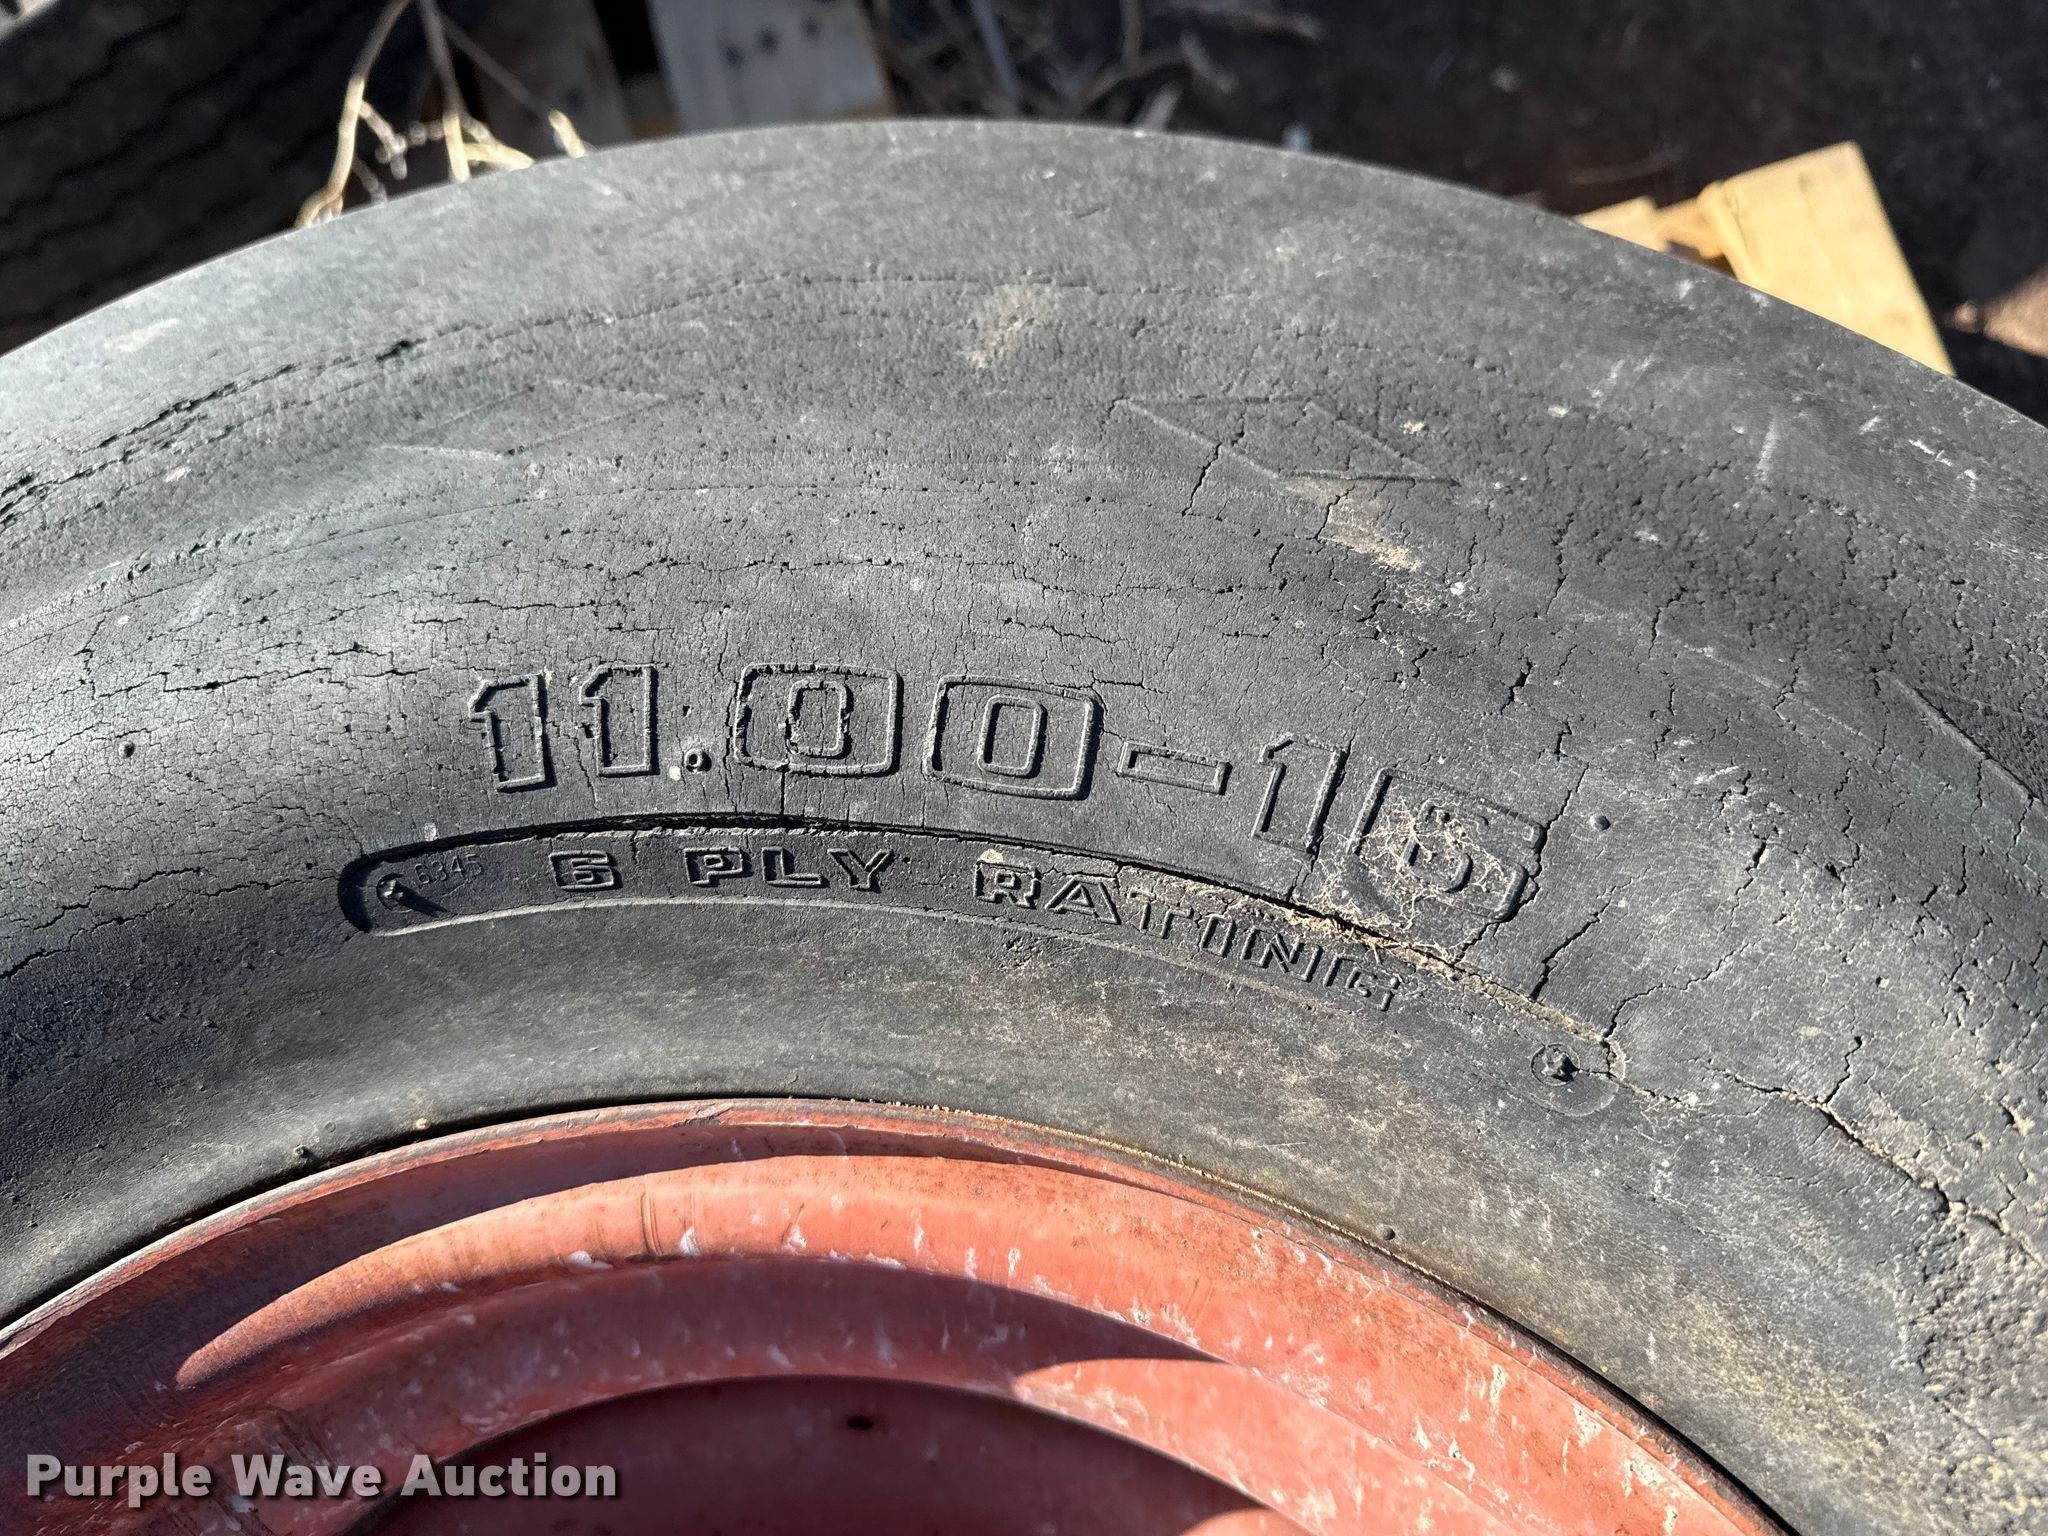 11.00-16
6345 6 PLY RATING
Purple Wave Auction